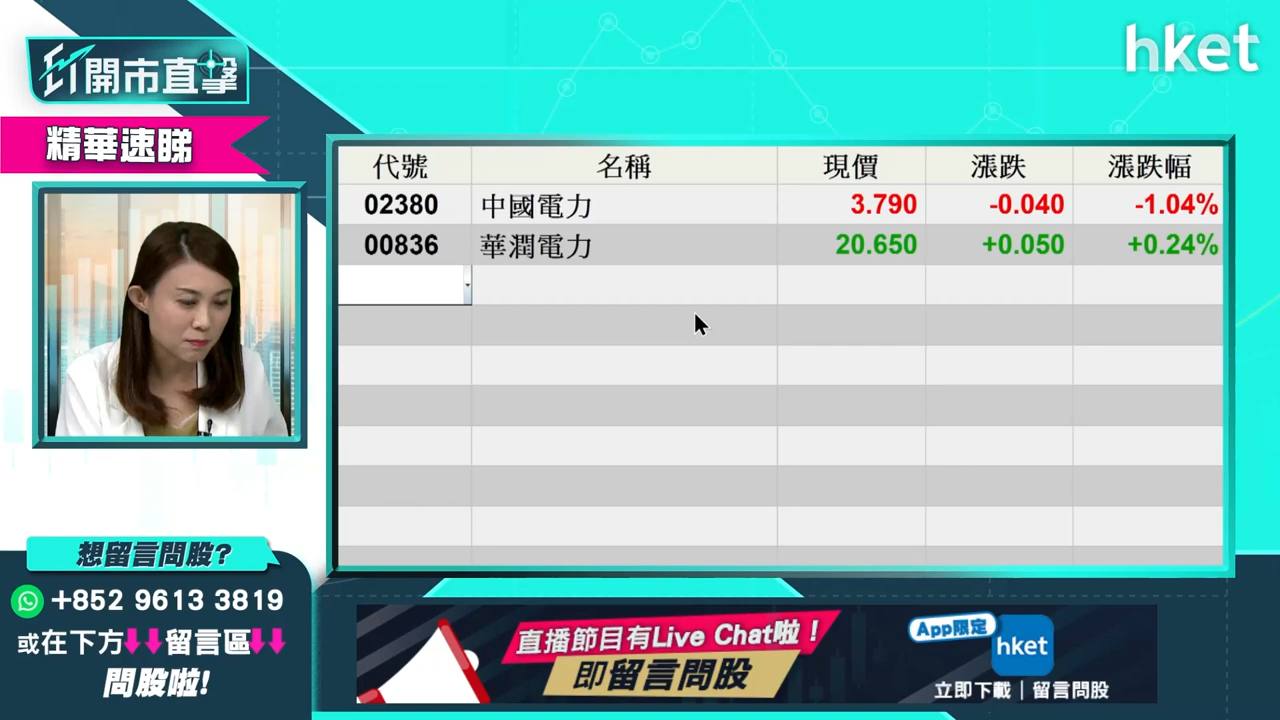 hket
ET開市直擊
精華速睇
代號 名稱 現價 漲跌 漲跌幅
02380 中國電力 3.790 -0.040 -1.04%
00836 華潤電力 20.650 +0.050 +0.24%
想留言問股?
+852 9613 3819
或在下方留言區
問股啦!
直播節目有Live Chat啦!
即留言問股
App限定
hket
立即下載 | 留言問股